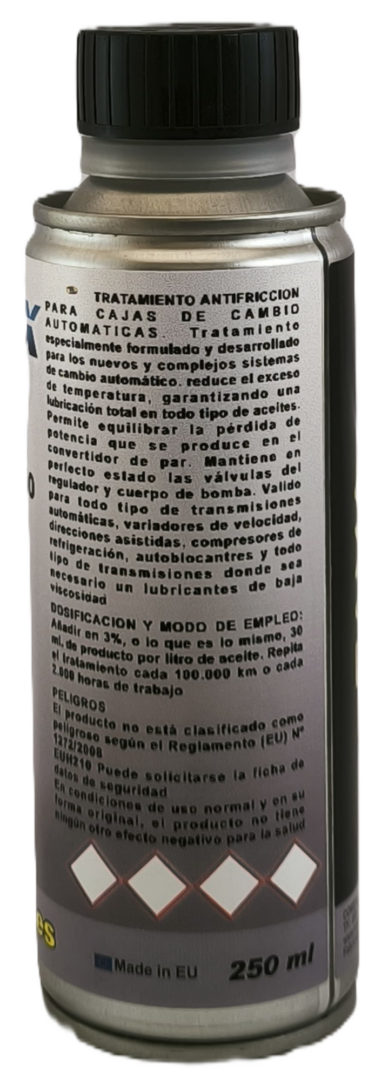 TRATAMIENTO ANTIFRICCION
PARA CAJAS DE CAMBIO
AUTOMATICAS. Tratamiento
especialmente formulado y desarrollado
para los nuevos y complejos sistemas
de cambio automático. reduce el exceso
de temperatura, garantizando una
lubricación total en todo tipo de aceites.
Permite equilibrar la pérdida de
potencia que se produce en el
convertidor de par. Mantiene en
perfecto estado las válvulas del
regulador y cuerpo de bomba. Valido
para todo tipo de transmisiones
automáticas, variadores de velocidad,
direcciones asistidas, compresores de
refrigeración, autoblocantres y todo
tipo de transmisiones donde sea
necesario un lubricantes de baja
viscosidad
DOSIFICACION Y MODO DE EMPLEO:
Añadir en 3%, o lo que es lo mismo, 30
ml, de producto por litro de aceite. Repita
el tratamiento cada 100.000 km o cada
2.000 horas de trabajo
PELIGROS
El producto no está clasificado como
peligroso según el Reglamento (EU) Nº
1272/2008
EUH210 Puede solicitarse la ficha de
datos de seguridad
En condiciones de uso normal y en su
forma original, el producto no tiene
ningún otro efecto negativo para la salud
es
Made in EU
250 ml